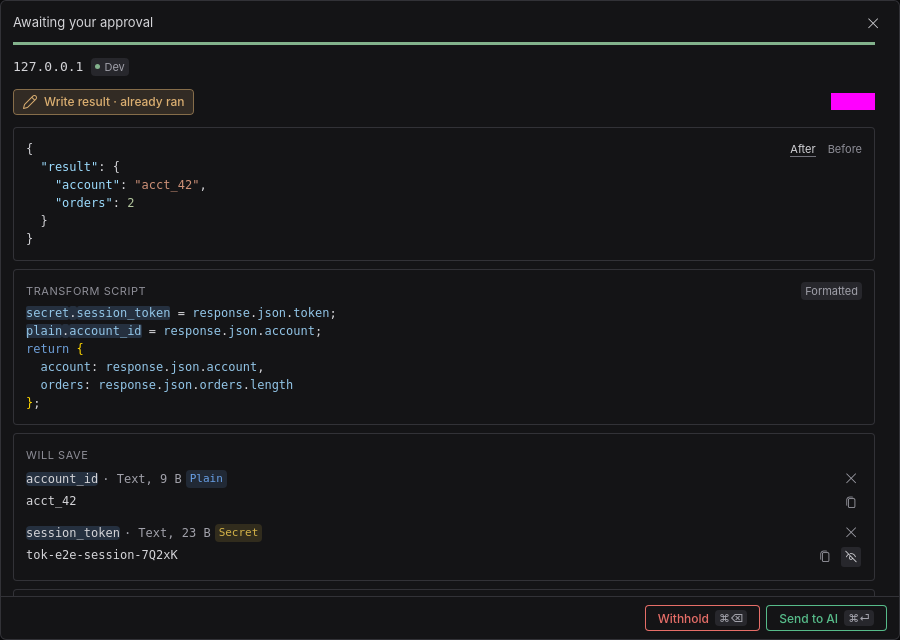 Awaiting your approval
127.0.0.1 Dev
Write result · already ran
After Before
{
  "result": {
    "account": "acct_42",
    "orders": 2
  }
}
TRANSFORM SCRIPT Formatted
secret.session_token = response.json.token;
plain.account_id = response.json.account;
return {
  account: response.json.account,
  orders: response.json.orders.length
};
WILL SAVE
account_id · Text, 9 B Plain
acct_42
session_token · Text, 23 B Secret
tok-e2e-session-7Q2xK
Withhold ⌘⌫ Send to AI ⌘⏎